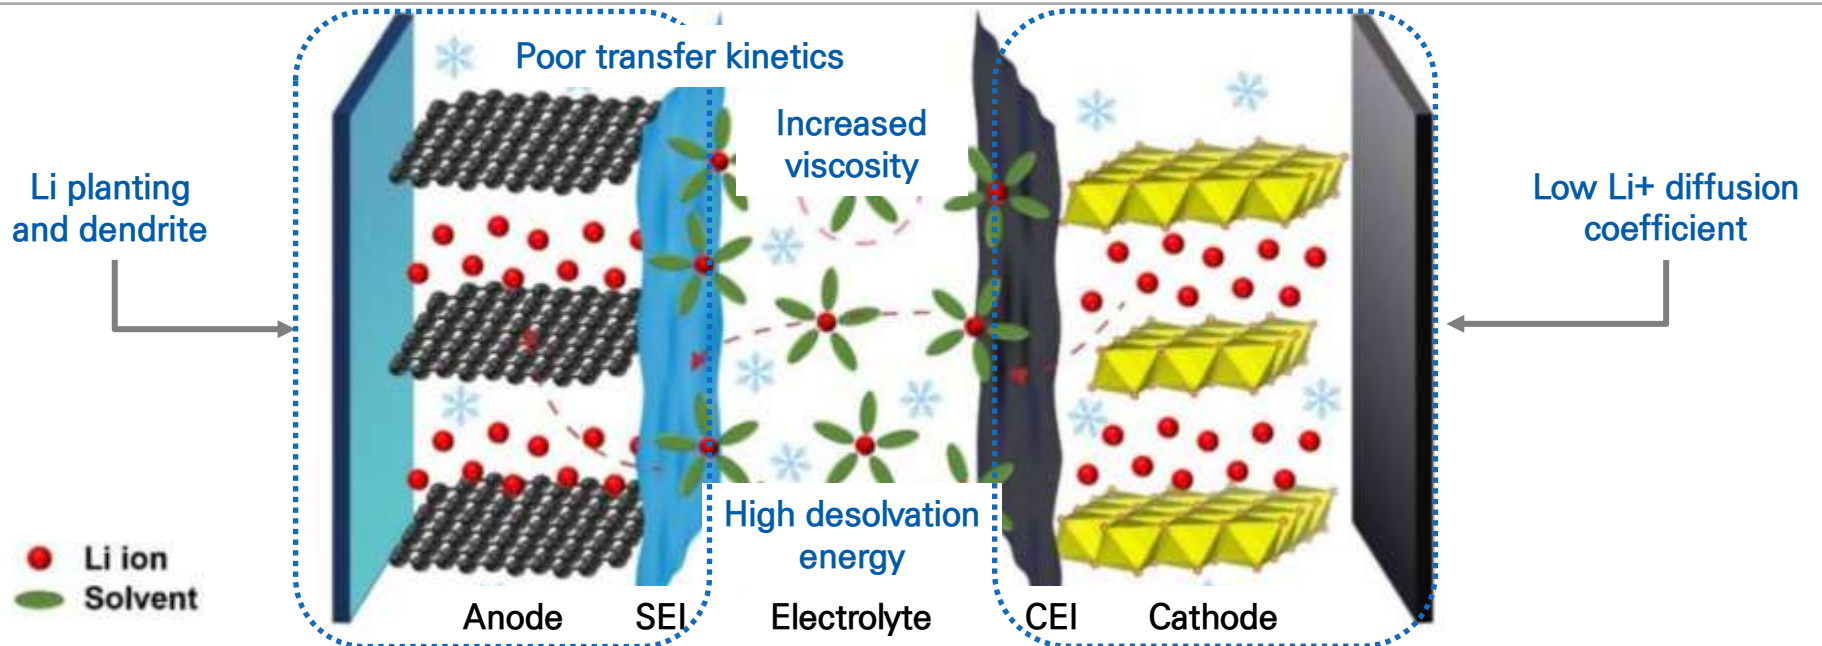 Poor transfer kinetics
Increased
viscosity
Li planting
and dendrite
Low Li+ diffusion
coefficient
High desolvation
energy
Li ion
Solvent
Anode
SEI
Electrolyte
CEI
Cathode